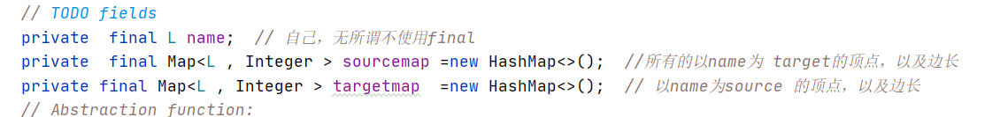 // TODO fields
private  final L name;  // 自己，无所谓不使用final
private  final Map<L , Integer > sourcemap =new HashMap<>();  //所有的以name为 target的顶点，以及边长
private final Map<L , Integer > targetmap  =new HashMap<>();  // 以name为source 的顶点，以及边长
// Abstraction function: